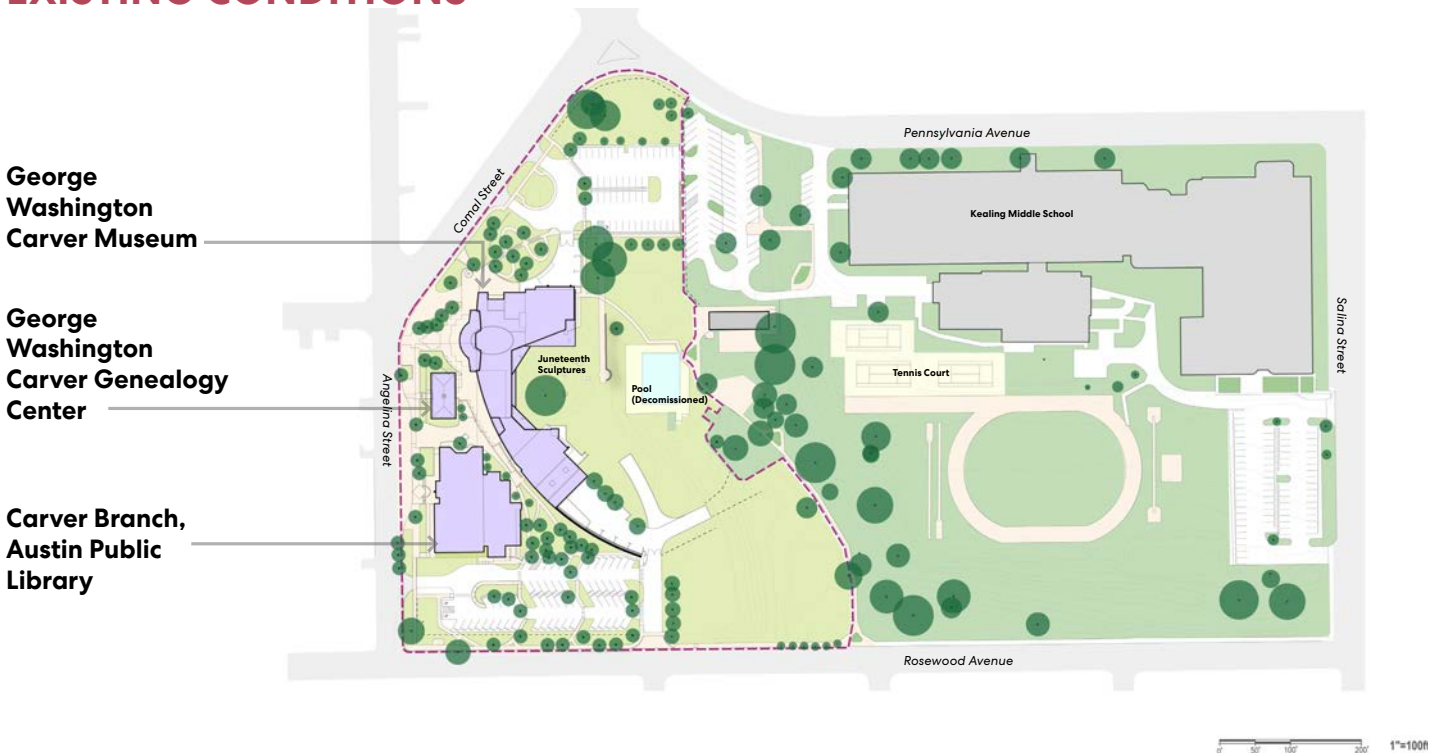 EXISTING CONDITIONS
George
Washington
Carver Museum
George
Washington
Carver Genealogy
Center
Carver Branch,
Austin Public
Library
Comal Street
Angelina Street
Juneteenth
Sculptures
Pool
(Decomissioned)
Pennsylvania Avenue
Kealing Middle School
Tennis Court
Salina Street
Rosewood Avenue
0' 50' 100' 200'
1"=100ft